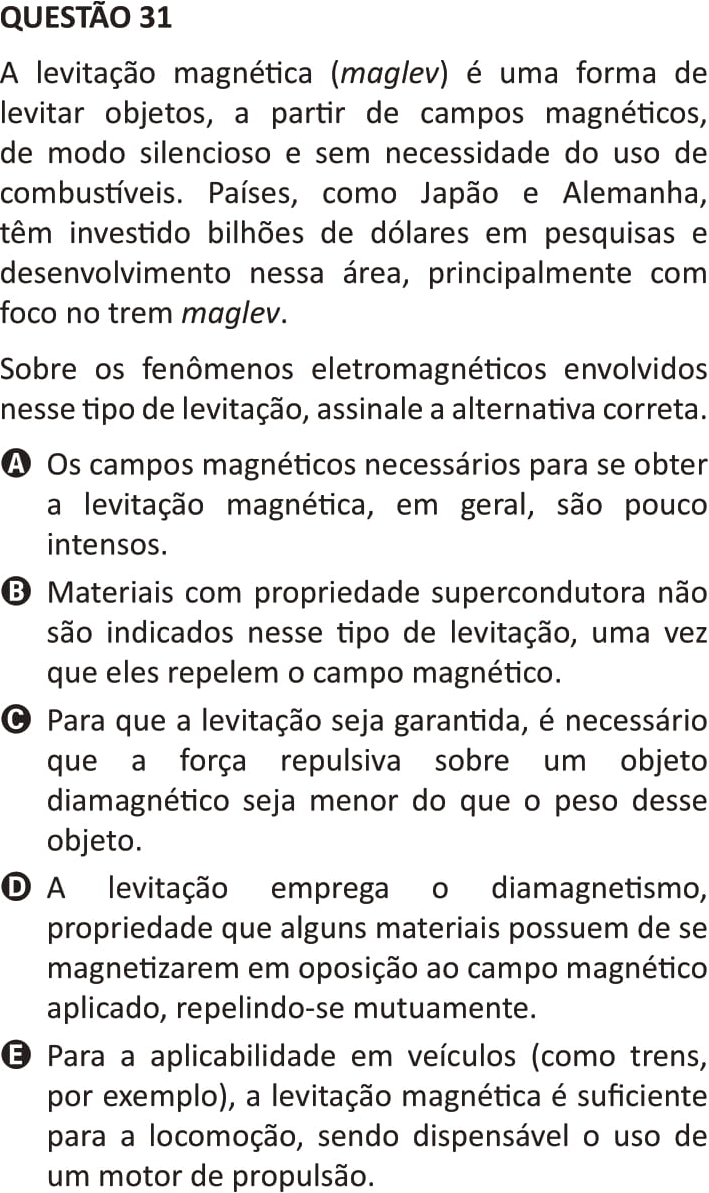 QUESTÃO 31
A levitação magnética (maglev) é uma forma de
levitar objetos, a partir de campos magnéticos,
de modo silencioso e sem necessidade do uso de
combustíveis. Países, como Japão e Alemanha,
têm investido bilhões de dólares em pesquisas e
desenvolvimento nessa área, principalmente com
foco no trem maglev.
Sobre os fenômenos eletromagnéticos envolvidos
nesse tipo de levitação, assinale a alternativa correta.
A Os campos magnéticos necessários para se obter
a levitação magnética, em geral, são pouco
intensos.
B Materiais com propriedade supercondutora não
são indicados nesse tipo de levitação, uma vez
que eles repelem o campo magnético.
C Para que a levitação seja garantida, é necessário
que a força repulsiva sobre um objeto
diamagnético seja menor do que o peso desse
objeto.
D A levitação emprega o diamagnetismo,
propriedade que alguns materiais possuem de se
magnetizarem em oposição ao campo magnético
aplicado, repelindo-se mutuamente.
E Para a aplicabilidade em veículos (como trens,
por exemplo), a levitação magnética é suficiente
para a locomoção, sendo dispensável o uso de
um motor de propulsão.